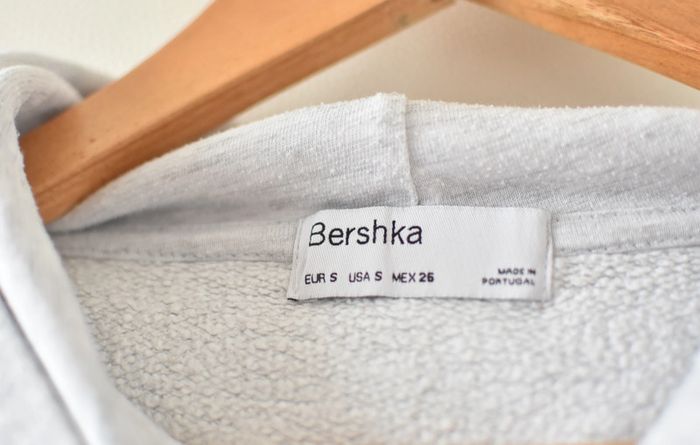 Bershka
EUR S USA S MEX 26
MADE IN
PORTUGAL